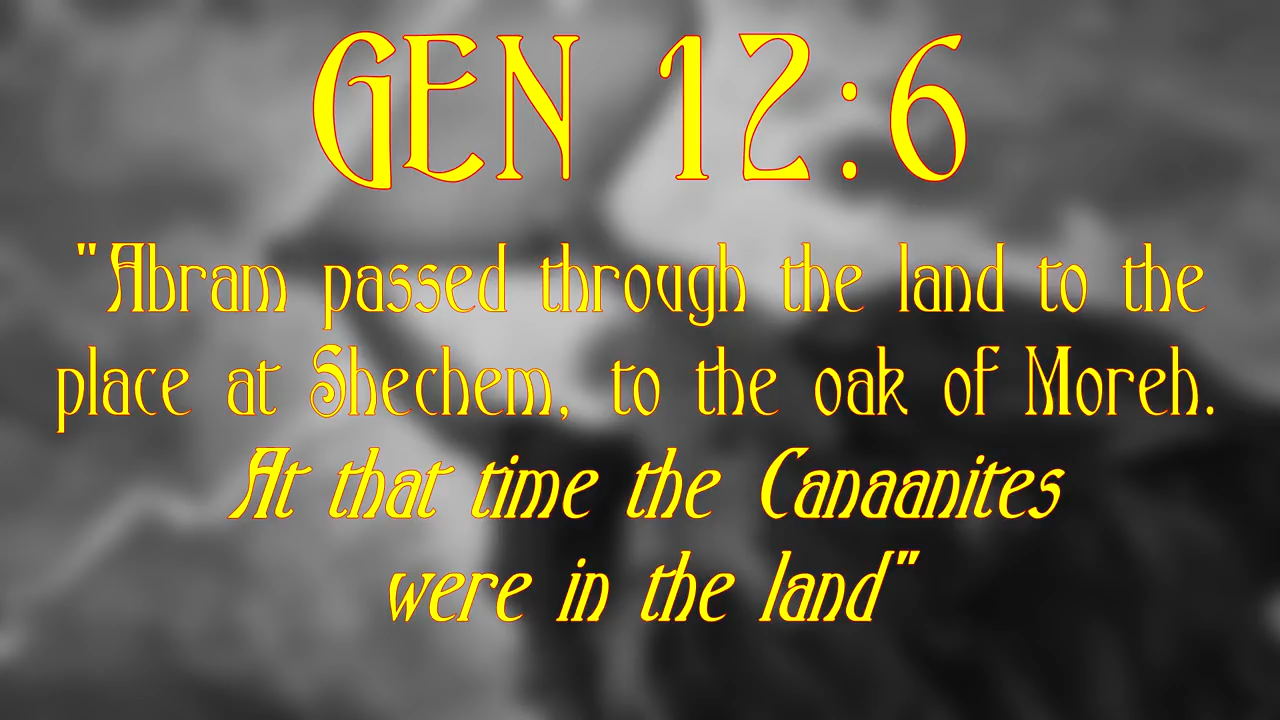 GEN 12:6
"Abram passed through the land to the
place at Shechem, to the oak of Moreh.
At that time the Canaanites
were in the land"